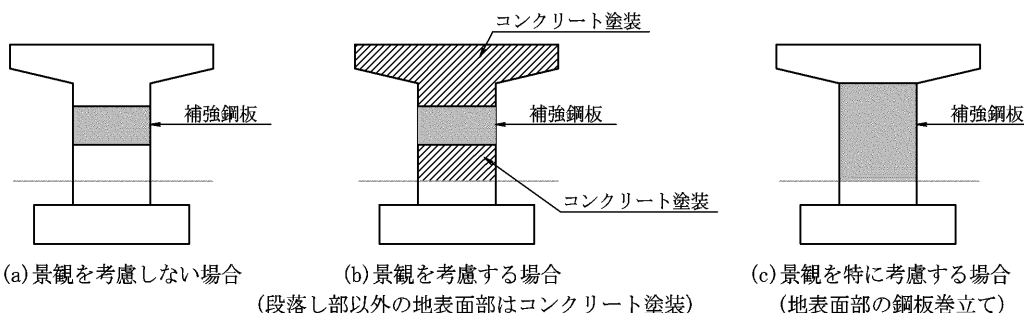 コンクリート塗装
補強鋼板
補強鋼板
補強鋼板
コンクリート塗装
(a)景観を考慮しない場合
(b)景観を考慮する場合
(段落し部以外の地表面部はコンクリート塗装)
(c)景観を特に考慮する場合
(地表面部の鋼板巻立て)